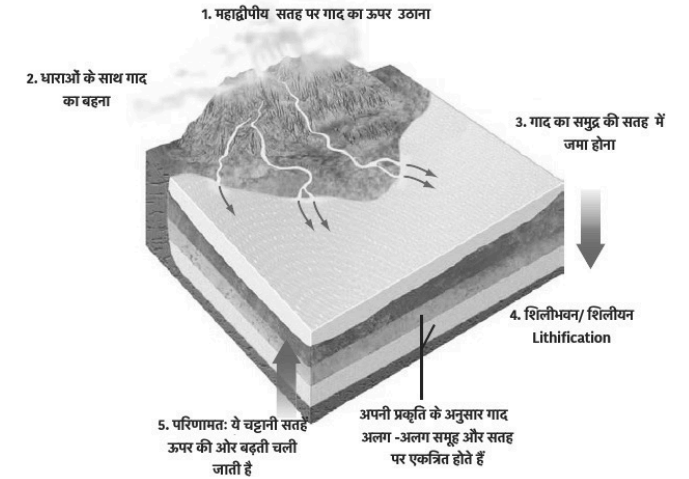 1. महाद्वीपीय सतह पर गाद का ऊपर उठाना
2. धाराओं के साथ गाद
का बहना
3. गाद का समुद्र की सतह में
जमा होना
4. शिलीभवन/ शिलीयन
Lithification
5. परिणामतः ये चट्टानी सतहें
ऊपर की ओर बढ़ती चली
जाती है
अपनी प्रकृति के अनुसार गाद
अलग -अलग समूह और सतह
पर एकत्रित होते हैं